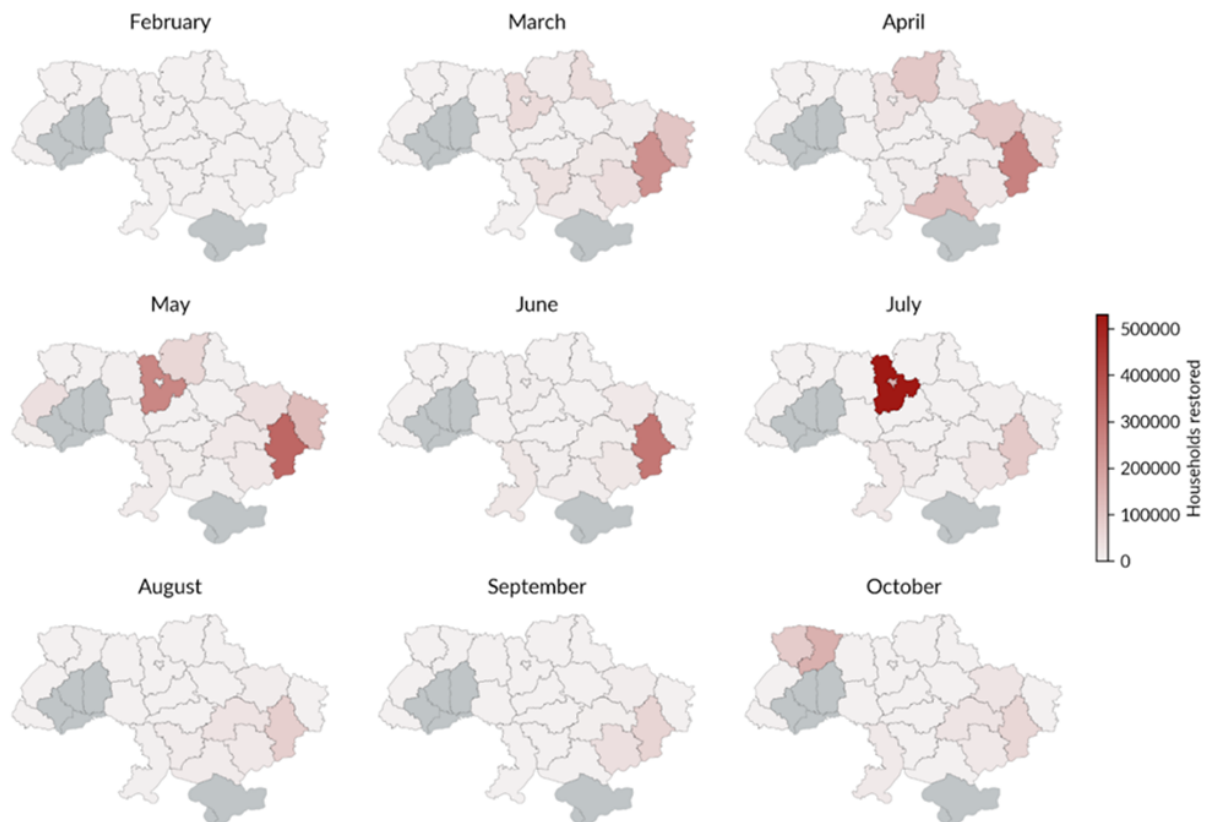 February
March
April
May
June
July
500000
400000
300000
200000
100000
0
Households restored
August
September
October